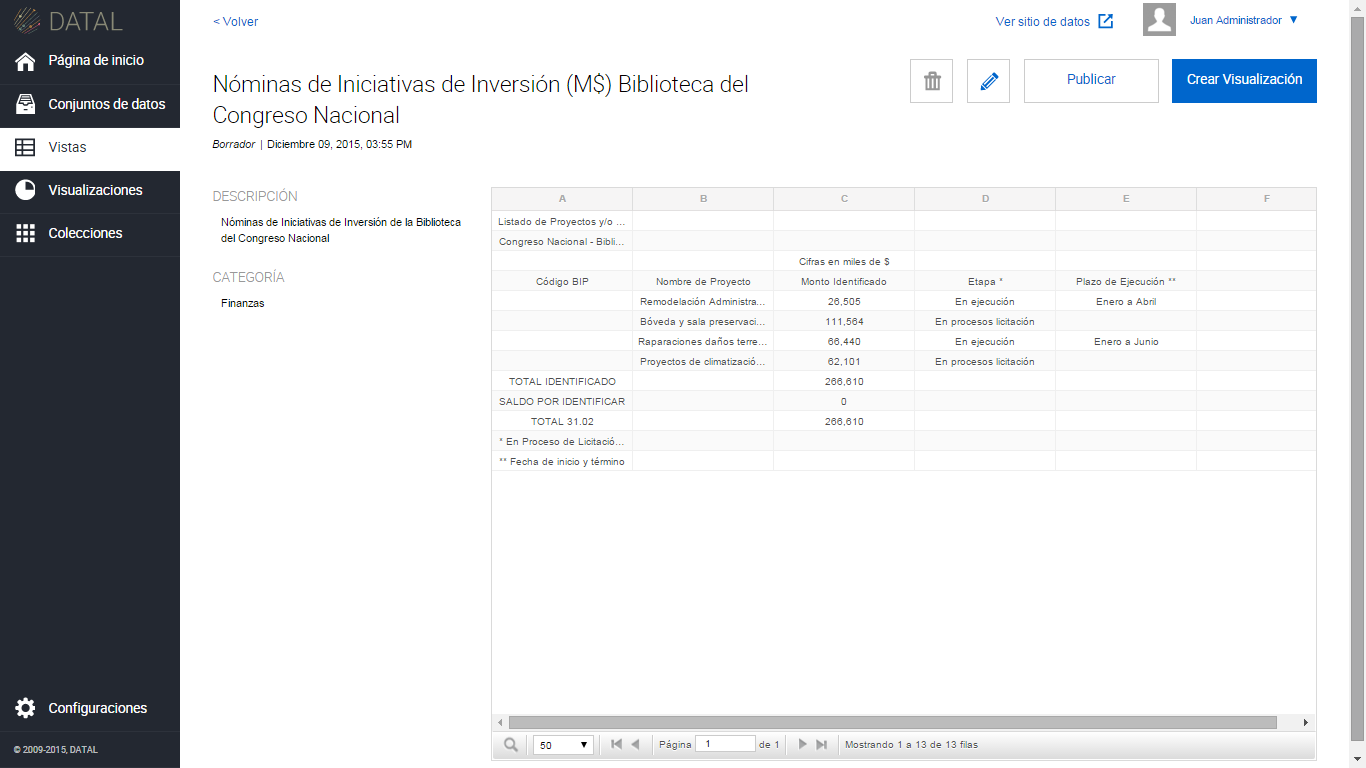 DATAL
Página de inicio
Conjuntos de datos
Vistas
Visualizaciones
Colecciones
Configuraciones
© 2009-2015, DATAL
< Volver
Ver sitio de datos
Juan Administrador ▼
Nóminas de Iniciativas de Inversión (M$) Biblioteca del
Congreso Nacional
Borrador | Diciembre 09, 2015, 03:55 PM
Publicar
Crear Visualización
DESCRIPCIÓN
Nóminas de Iniciativas de Inversión de la Biblioteca
del Congreso Nacional
CATEGORÍA
Finanzas
A B C D E F
Listado de Proyectos y/o ...
Congreso Nacional - Bibli...
Cifras en miles de $
Código BIP Nombre de Proyecto Monto Identificado Etapa * Plazo de Ejecución **
Remodelación Administra... 26,505 En ejecución Enero a Abril
Bóveda y sala preservaci... 111,564 En procesos licitación
Raparaciones daños terre... 66,440 En ejecución Enero a Junio
Proyectos de climatizació... 62,101 En procesos licitación
TOTAL IDENTIFICADO 266,610
SALDO POR IDENTIFICAR 0
TOTAL 31.02 266,610
* En Proceso de Licitació...
** Fecha de inicio y término
50 Página 1 de 1 Mostrando 1 a 13 de 13 filas